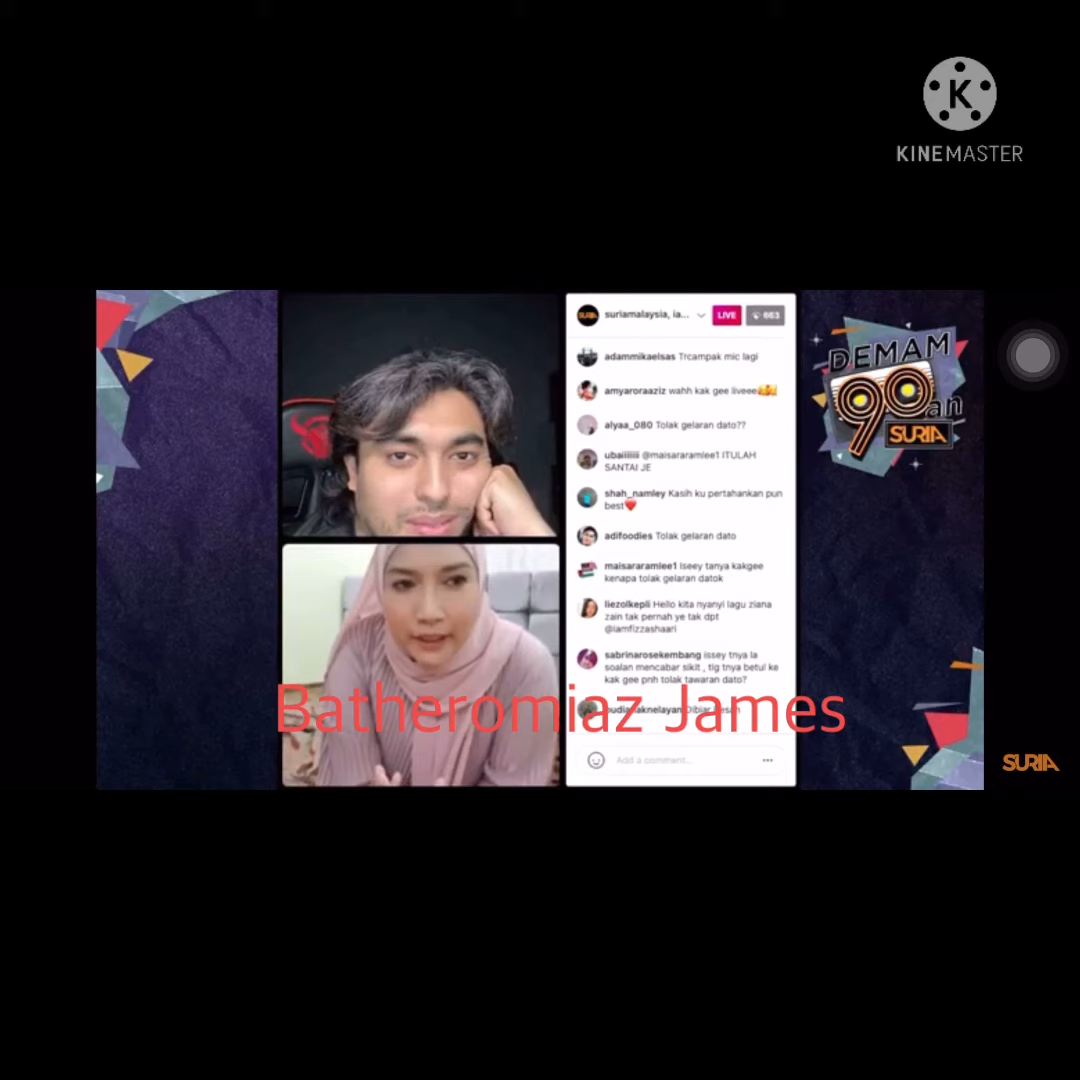 K
KINEMASTER
suriamalaysia, ia...
LIVE
663
adammikaelsas Trcampak mic lagi
amyaroraaziz wahh kak gee liveee
alyaa_080 Tolak gelaran dato??
@maisararamlee1 ITULAH
SANTAI JE
shah_namley Kasih ku pertahankan pun
best
adifoodies Tolak gelaran dato
maisararamlee1 Iseey tanya kakgee
kenapa tolak gelaran datok
liezolkepli Hello kita nyanyi lagu ziana
zain tak pernah ye tak dpt
@iamfizzashaari
sabrinarosekembang issey tnya la
soalan mencabar sikit , tlg tnya betul ke
kak gee pnh tolak tawaran dato?
Batheromiaz James
Add a comment...
DEMAM
90an
SURIA
SURIA